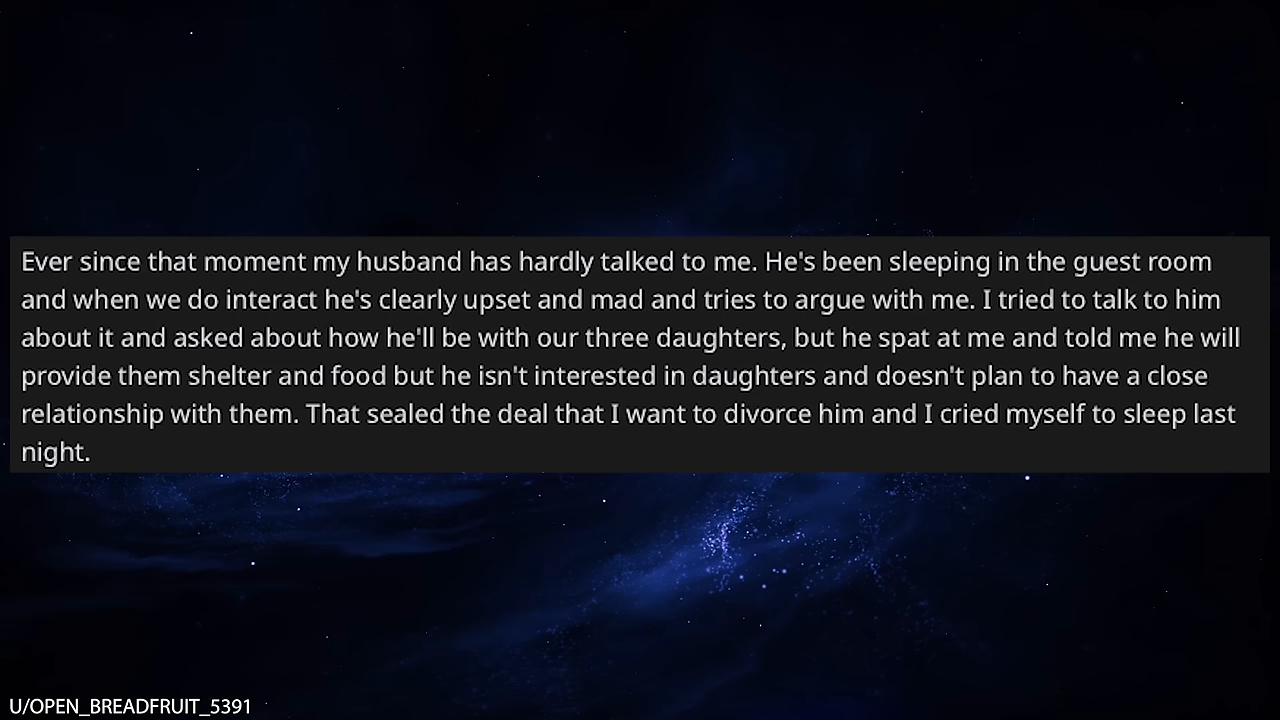 Ever since that moment my husband has hardly talked to me. He's been sleeping in the guest room
and when we do interact he's clearly upset and mad and tries to argue with me. I tried to talk to him
about it and asked about how he'll be with our three daughters, but he spat at me and told me he will
provide them shelter and food but he isn't interested in daughters and doesn't plan to have a close
relationship with them. That sealed the deal that I want to divorce him and I cried myself to sleep last
night.
U/OPEN_BREADFRUIT_5391